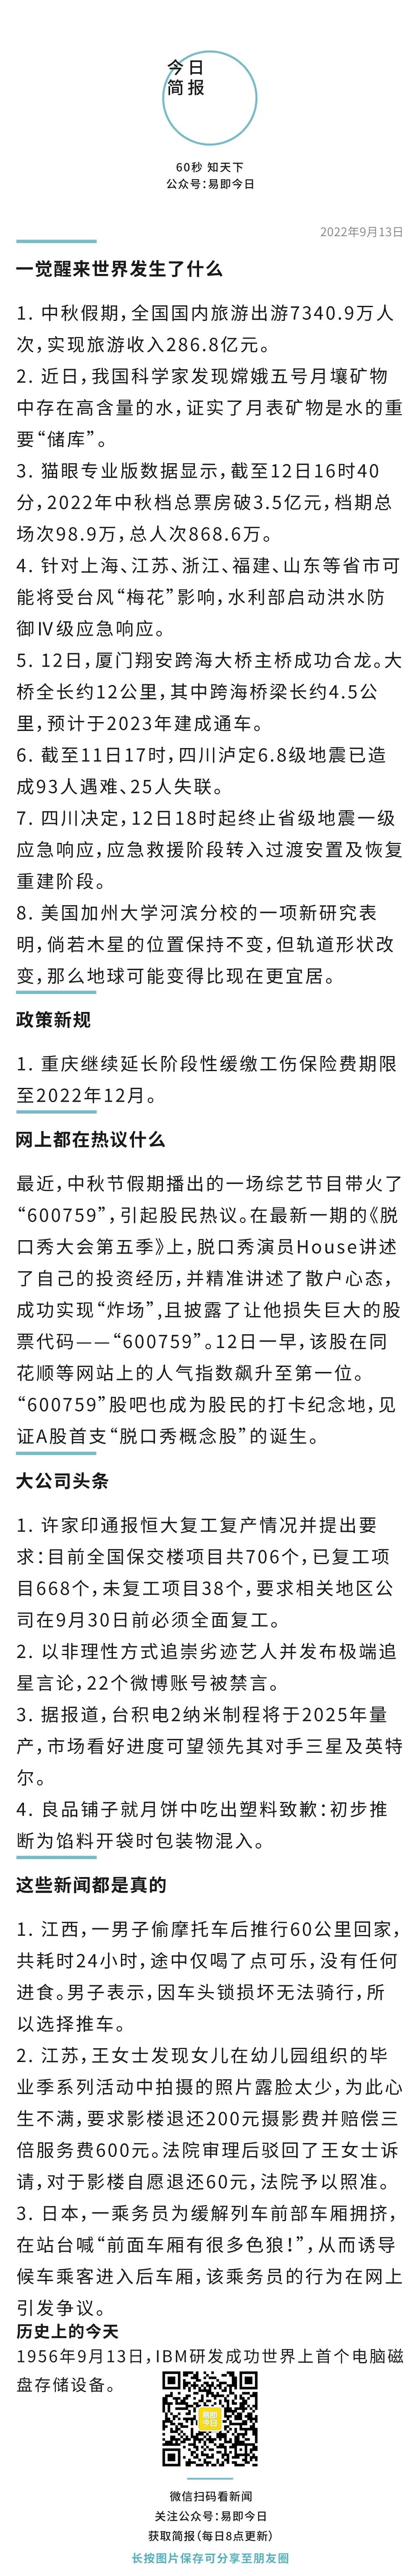 今日
简报
60秒 知天下
公众号：易即今日
2022年9月13日
一觉醒来世界发生了什么
1. 中秋假期，全国国内旅游出游7340.9万人
次，实现旅游收入286.8亿元。
2. 近日，我国科学家发现嫦娥五号月壤矿物
中存在高含量的水，证实了月表矿物是水的重
要“储库”。
3. 猫眼专业版数据显示，截至12日16时40
分，2022年中秋档总票房破3.5亿元，档期总
场次98.9万，总人次868.6万。
4. 针对上海、江苏、浙江、福建、山东等省市可
能将受台风“梅花”影响，水利部启动洪水防
御Ⅳ级应急响应。
5. 12日，厦门翔安跨海大桥主桥成功合龙。大
桥全长约12公里，其中跨海桥梁长约4.5公
里，预计于2023年建成通车。
6. 截至11日17时，四川泸定6.8级地震已造
成93人遇难、25人失联。
7. 四川决定，12日18时起终止省级地震一级
应急响应，应急救援阶段转入过渡安置及恢复
重建阶段。
8. 美国加州大学河滨分校的一项新研究表
明，倘若木星的位置保持不变，但轨道形状改
变，那么地球可能变得比现在更宜居。
政策新规
1. 重庆继续延长阶段性缓缴工伤保险费期限
至2022年12月。
网上都在热议什么
最近，中秋节假期播出的一场综艺节目带火了
“600759”，引起股民热议。在最新一期的《脱
口秀大会第五季》上，脱口秀演员House讲述
了自己的投资经历，并精准讲述了散户心态，
成功实现“炸场”,且披露了让他损失巨大的股
票代码——“600759”。12日一早，该股在同
花顺等网站上的人气指数飙升至第一位。
“600759”股吧也成为股民的打卡纪念地，见
证A股首支“脱口秀概念股”的诞生。
大公司头条
1. 许家印通报恒大复工复产情况并提出要
求：目前全国保交楼项目共706个，已复工项
目668个，未复工项目38个，要求相关地区公
司在9月30日前必须全面复工。
2. 以非理性方式追崇劣迹艺人并发布极端追
星言论，22个微博账号被禁言。
3. 据报道，台积电2纳米制程将于2025年量
产，市场看好进度可望领先其对手三星及英特
尔。
4. 良品铺子就月饼中吃出塑料致歉：初步推
断为馅料开袋时包装物混入。
这些新闻都是真的
1. 江西，一男子偷摩托车后推行60公里回家，
共耗时24小时，途中仅喝了点可乐，没有任何
进食。男子表示，因车头锁损坏无法骑行，所
以选择推车。
2. 江苏，王女士发现女儿在幼儿园组织的毕
业季系列活动中拍摄的照片露脸太少，为此心
生不满，要求影楼退还200元摄影费并赔偿三
倍服务费600元。法院审理后驳回了王女士诉
请，对于影楼自愿退还60元，法院予以照准。
3. 日本，一乘务员为缓解列车前部车厢拥挤，
在站台喊“前面车厢有很多色狼！”，从而诱导
候车乘客进入后车厢，该乘务员的行为在网上
引发争议。
历史上的今天
1956年9月13日，IBM研发成功世界上首个电脑磁
盘存储设备。
易即
今日
微信扫码看新闻
关注公众号：易即今日
获取简报（每日8点更新）
长按图片保存可分享至朋友圈